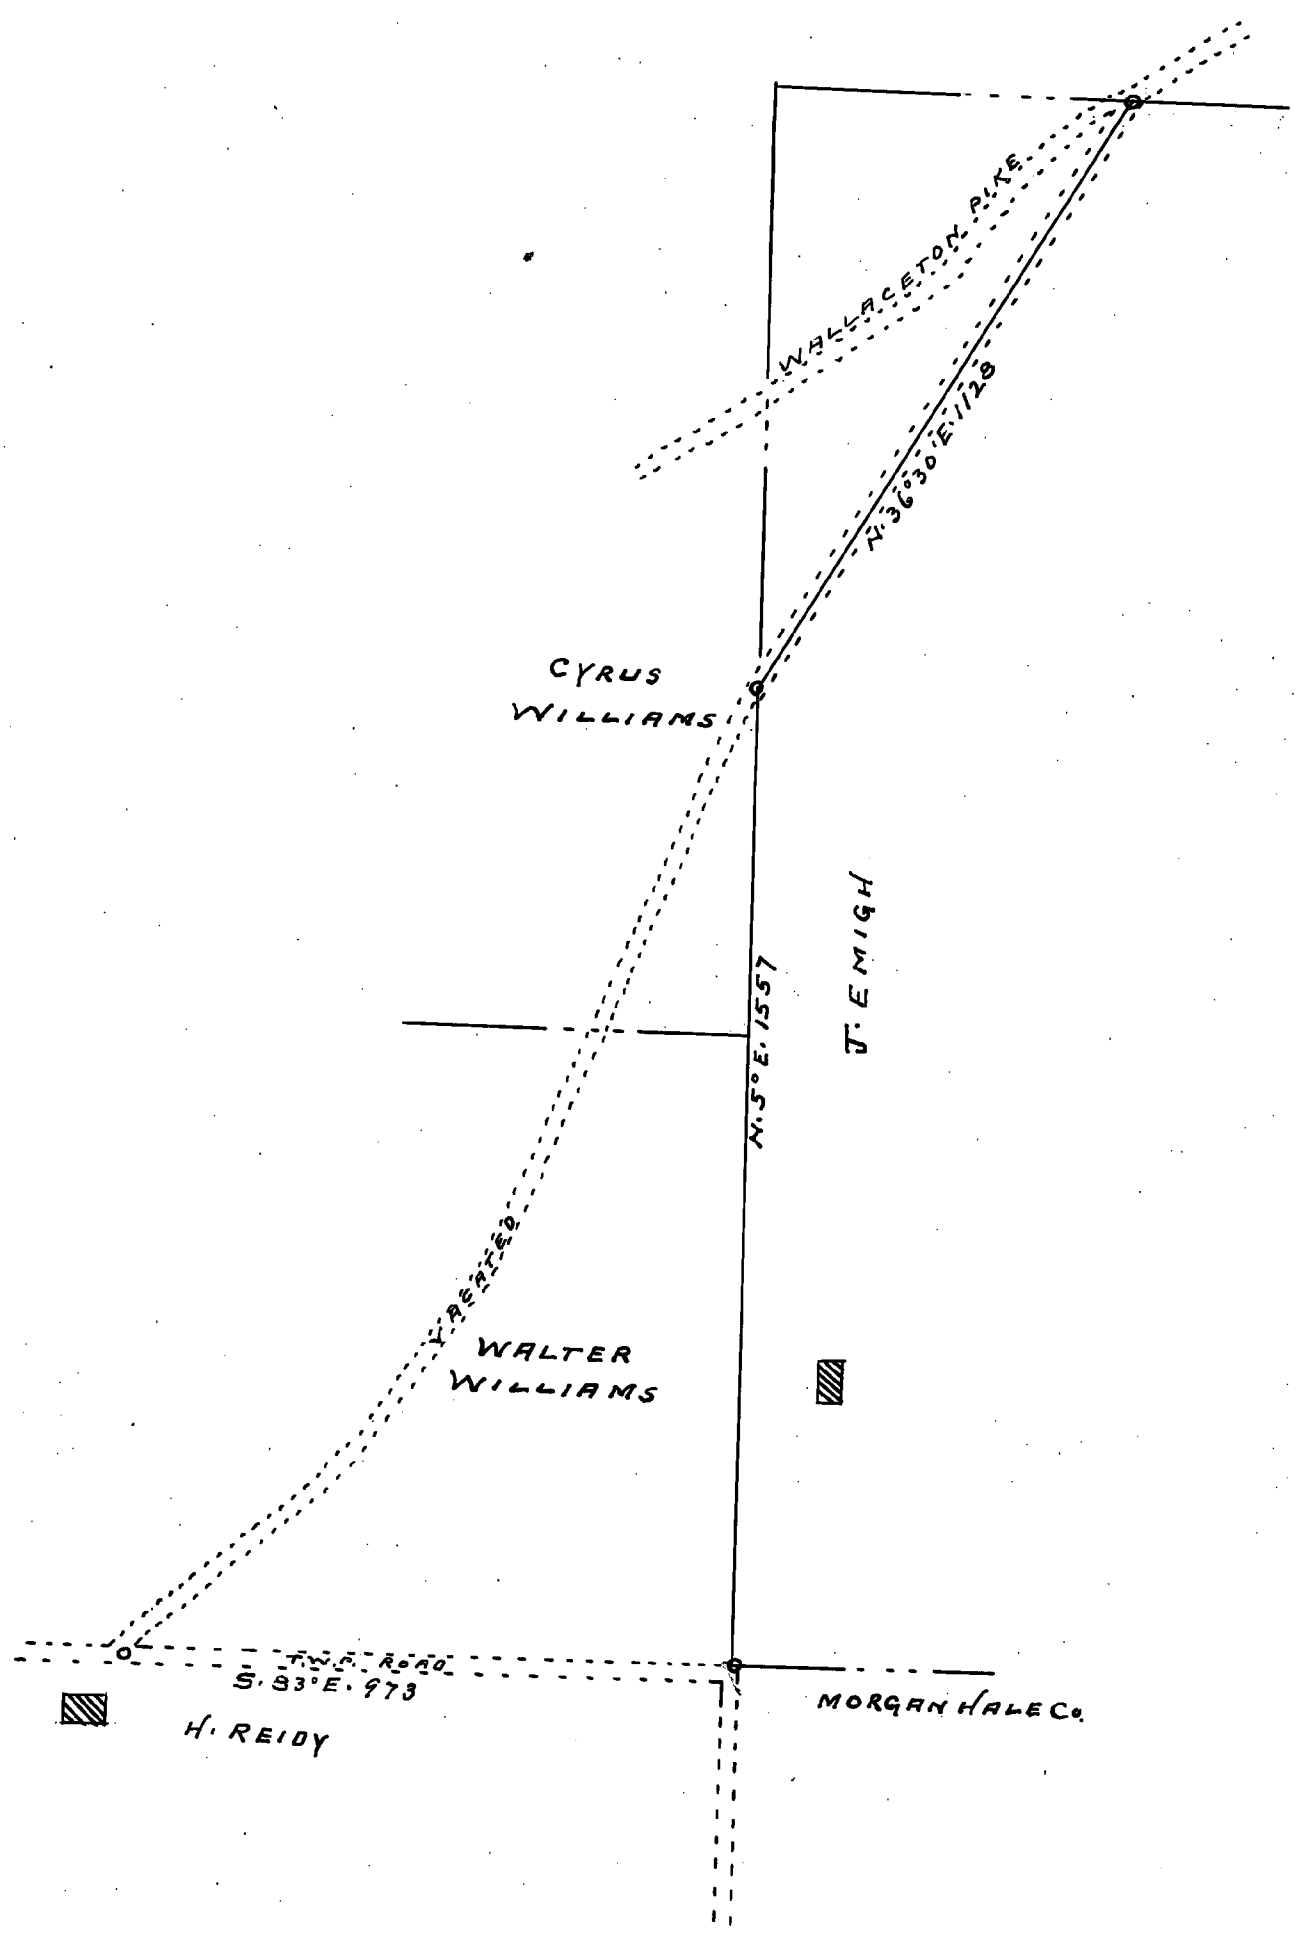 WALLACETON PIKE
N. 36° 30' E. 1128
CYRUS
WILLIAMS
J. EMIGH
N. 5° E. 1557
VACATED
WALTER
WILLIAMS
T.W.P. ROAD
S. 83° E. 973
H. REIDY
MORGAN HALE Co.